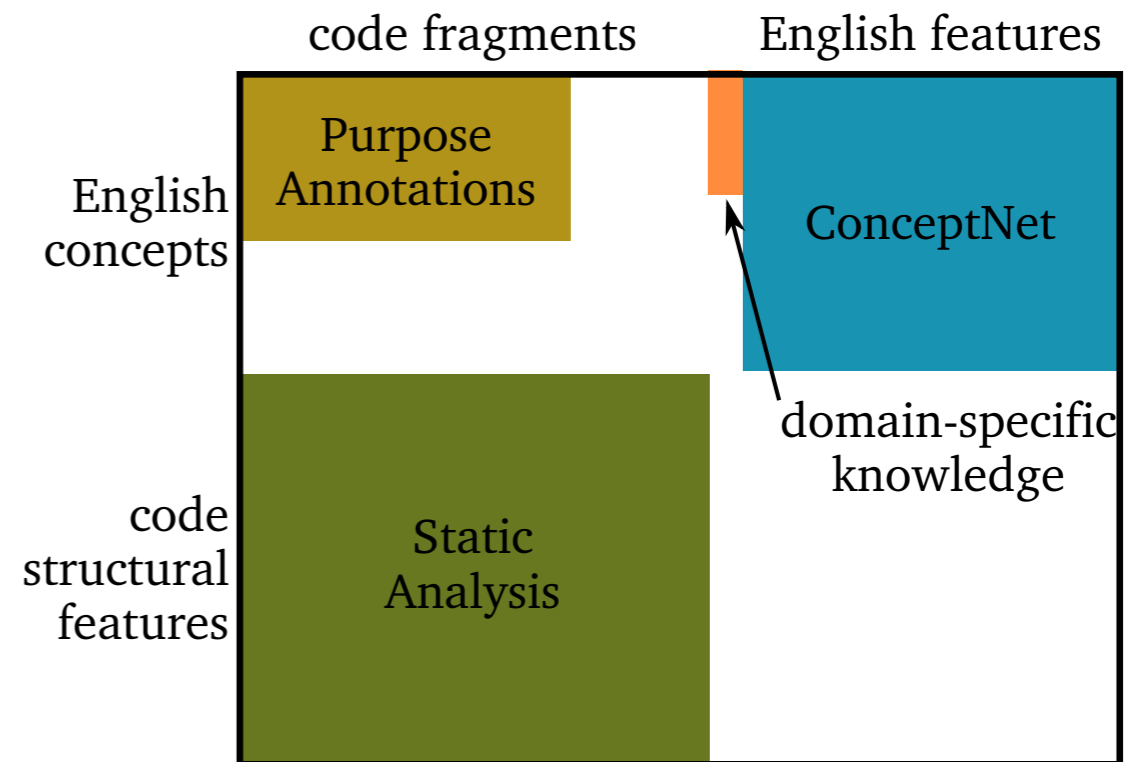 code fragments
English features
Purpose
Annotations
English
concepts
ConceptNet
domain-specific
knowledge
code
structural
features
Static
Analysis